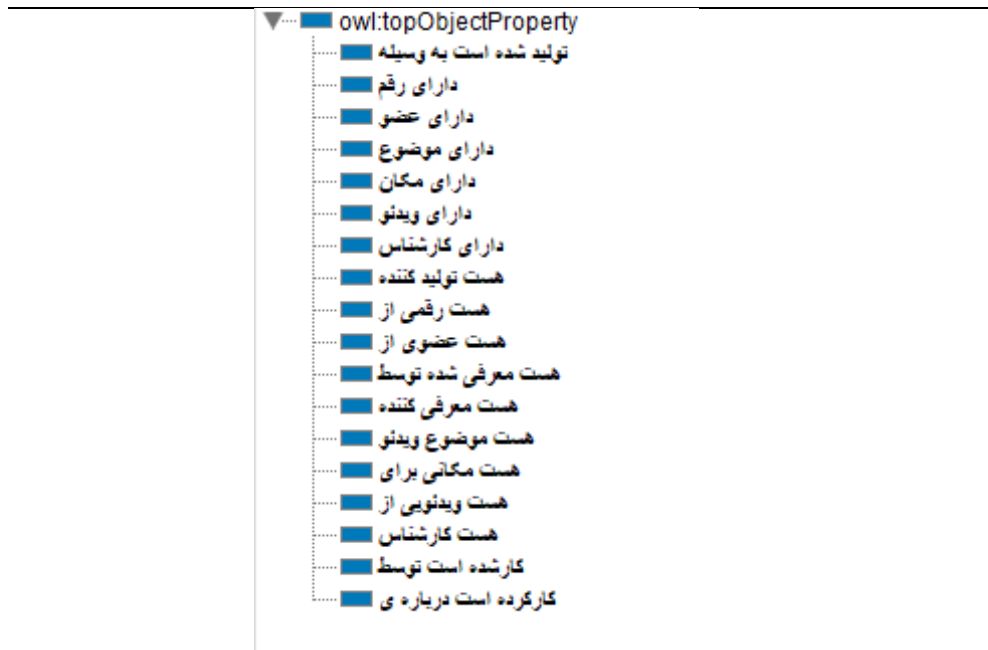 owl:topObjectProperty
تولید شده است به وسیله
دارای رقم
دارای عضو
دارای موضوع
دارای مکان
دارای ویدئو
دارای کارشناس
هست تولید کننده
هست رقمی از
هست عضوی از
هست معرفی شده توسط
هست معرفی کننده
هست موضوع ویدئو
هست مکانی برای
هست ویدئویی از
هست کارشناس
کارشده است توسط
کارکرده است درباره ی